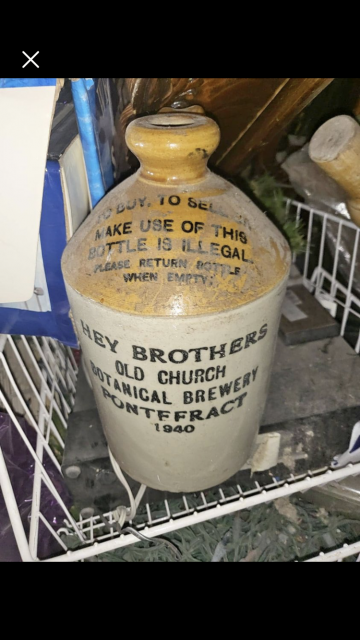 TO BUY, TO SELL
MAKE USE OF THIS
BOTTLE IS ILLEGAL.
PLEASE RETURN BOTTLE
WHEN EMPTY.
HEY BROTHERS
OLD CHURCH
BOTANICAL BREWERY
PONTEFRACT
1940